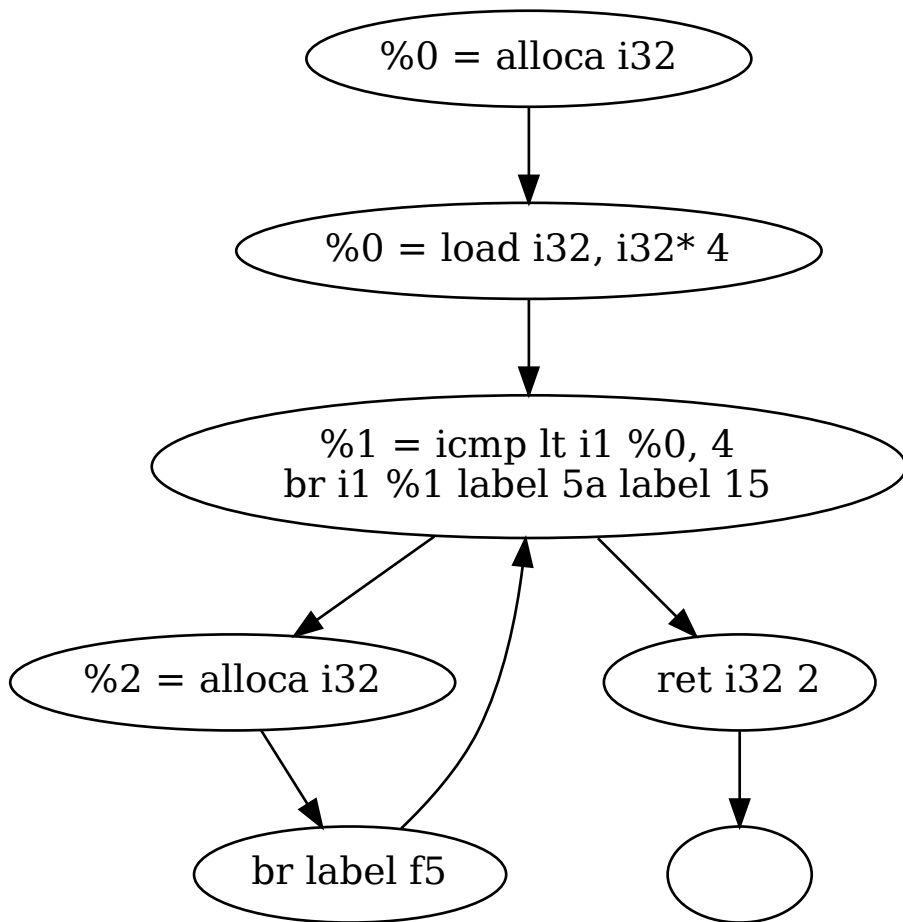 %0 = alloca i32
%0 = load i32, i32* 4
%1 = icmp lt i1 %0, 4
br i1 %1 label 5a label 15
%2 = alloca i32
ret i32 2
br label f5